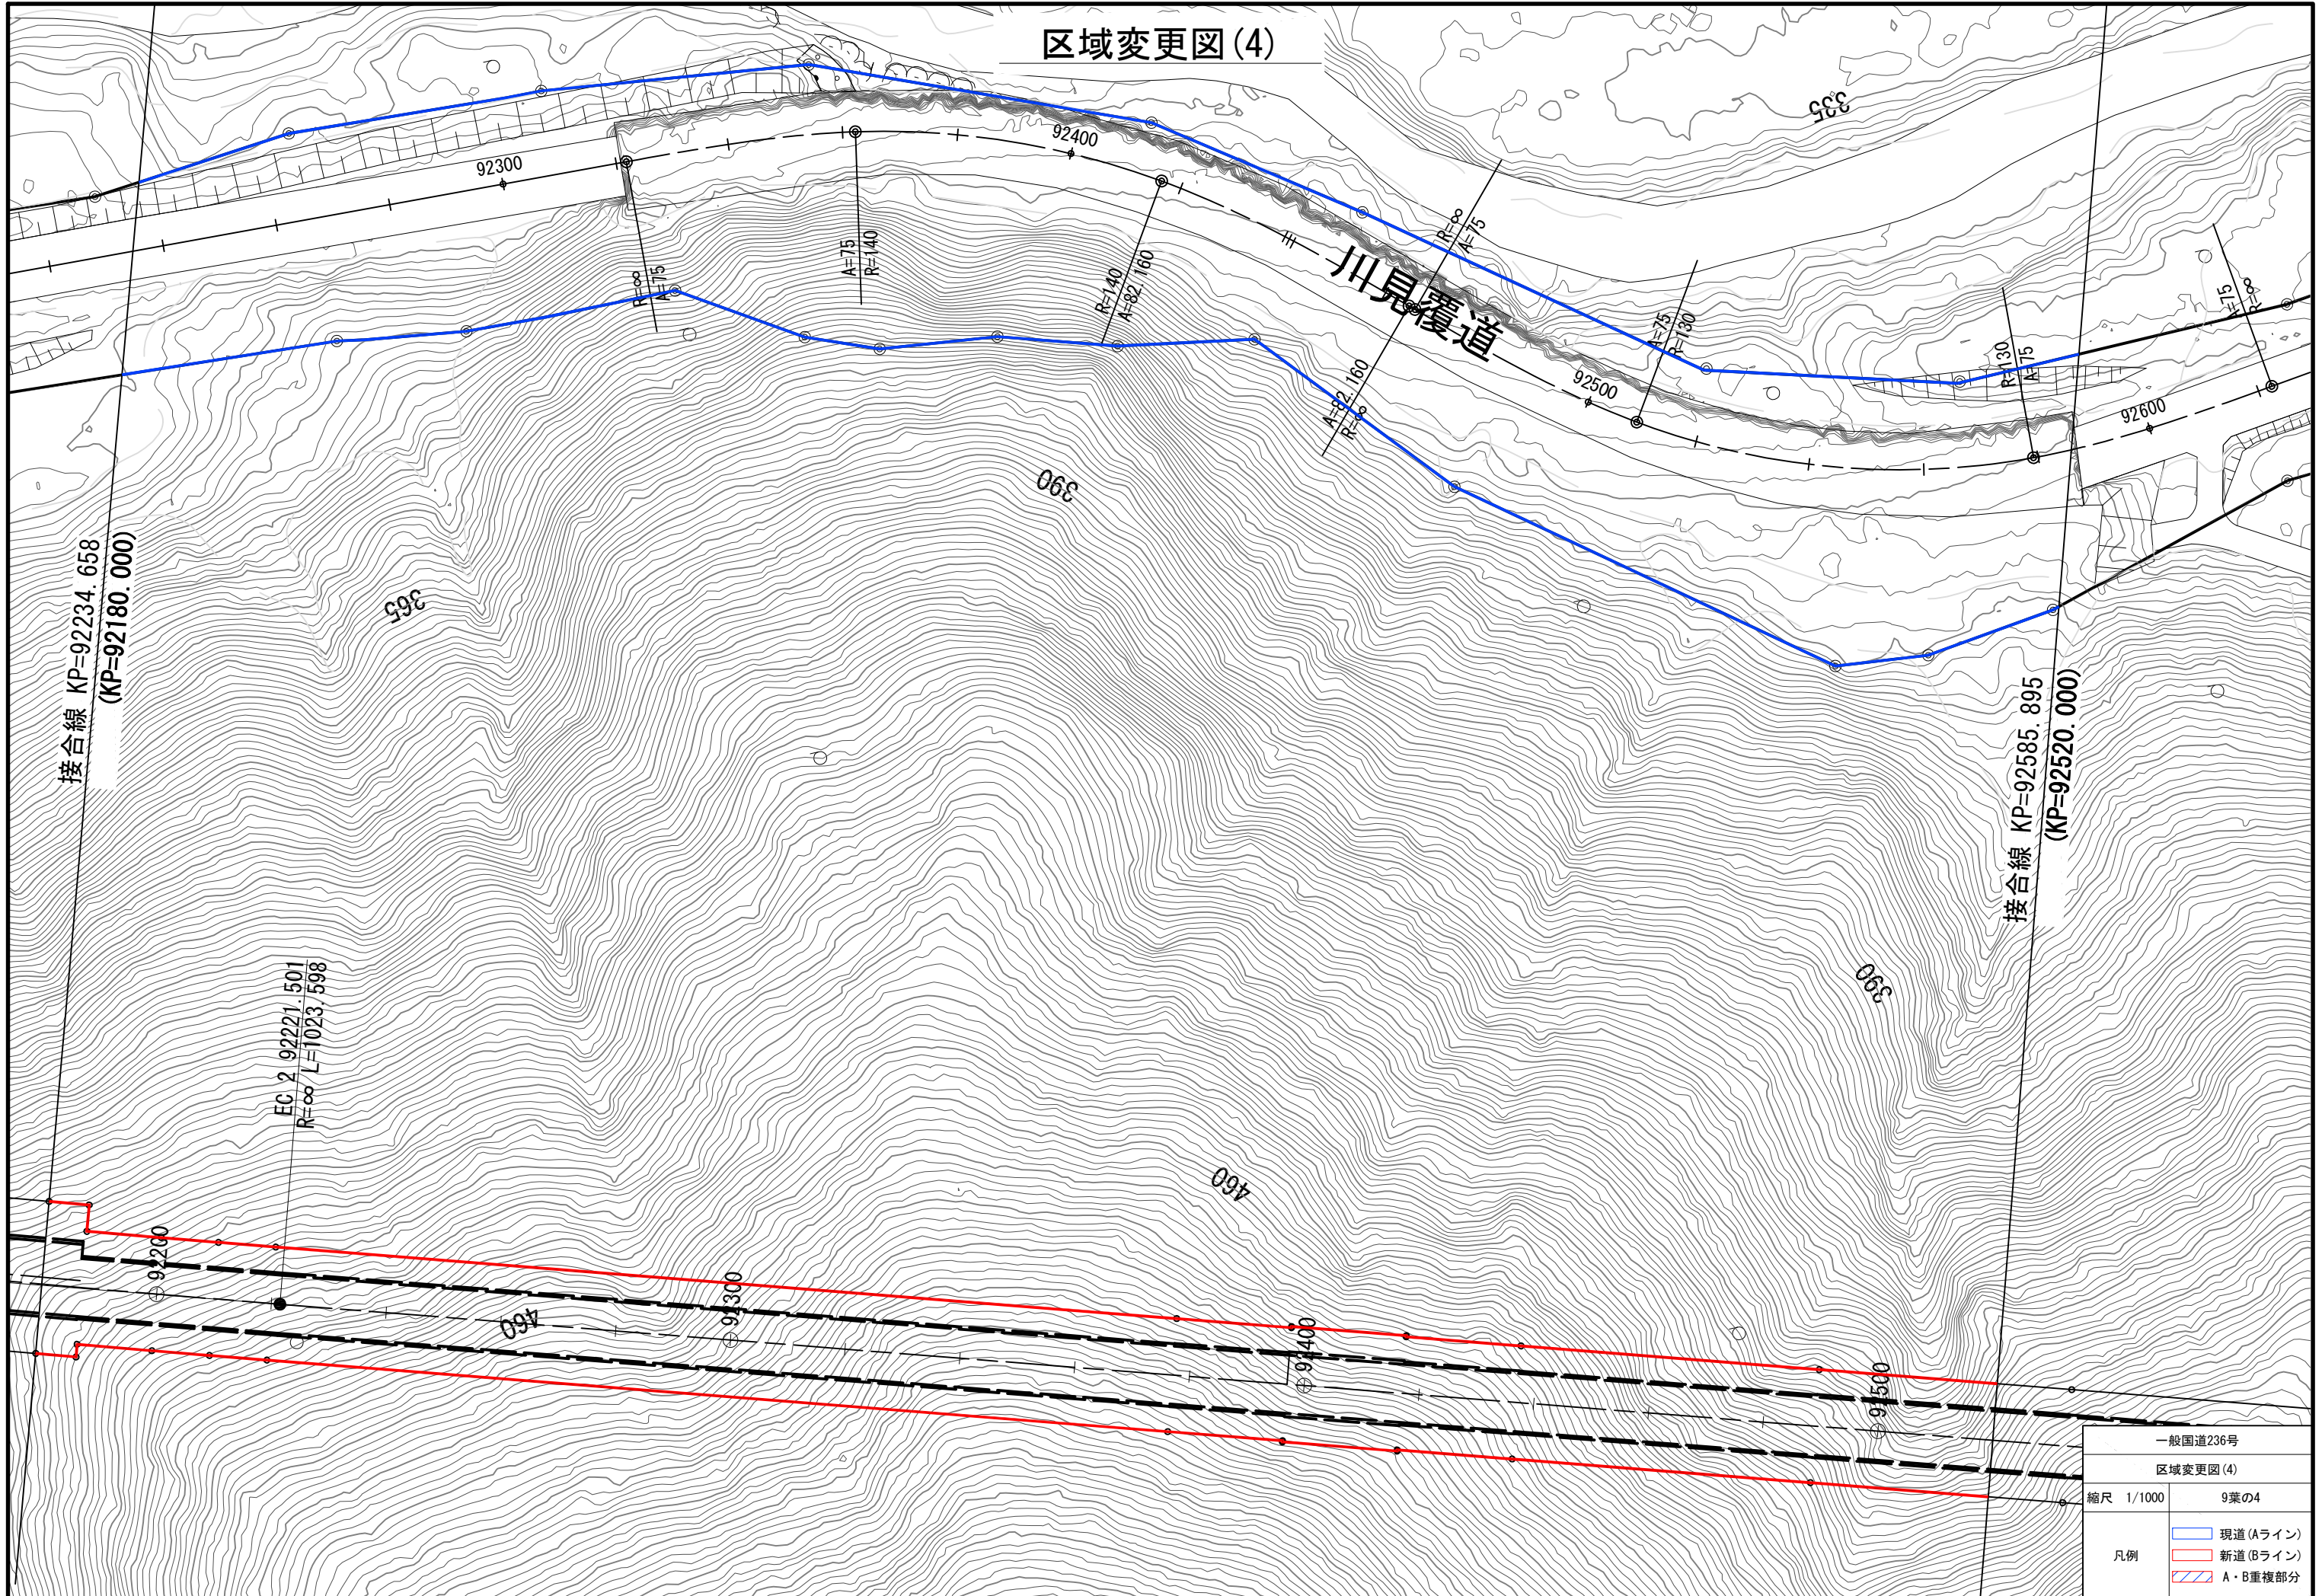 区域変更図(4)
335
92300
92400
R=∞
A=75
A=75
R=140
R=140
A=82.160
R=∞
A=75
川見覆道
A=82.160
R=∞
A=75
R=130
92500
R=130
A=75
A=75
R=∞
92600
390
365
接合線 KP=92234.658
(KP=92180.000)
接合線 KP=92585.895
(KP=92520.000)
390
EC 2 92221.501
R=∞ L=1023.598
460
92200
460
92300
92400
92500
一般国道236号
区域変更図(4)
縮尺 1/1000 9葉の4
凡例
現道(Aライン)
新道(Bライン)
A・B重複部分